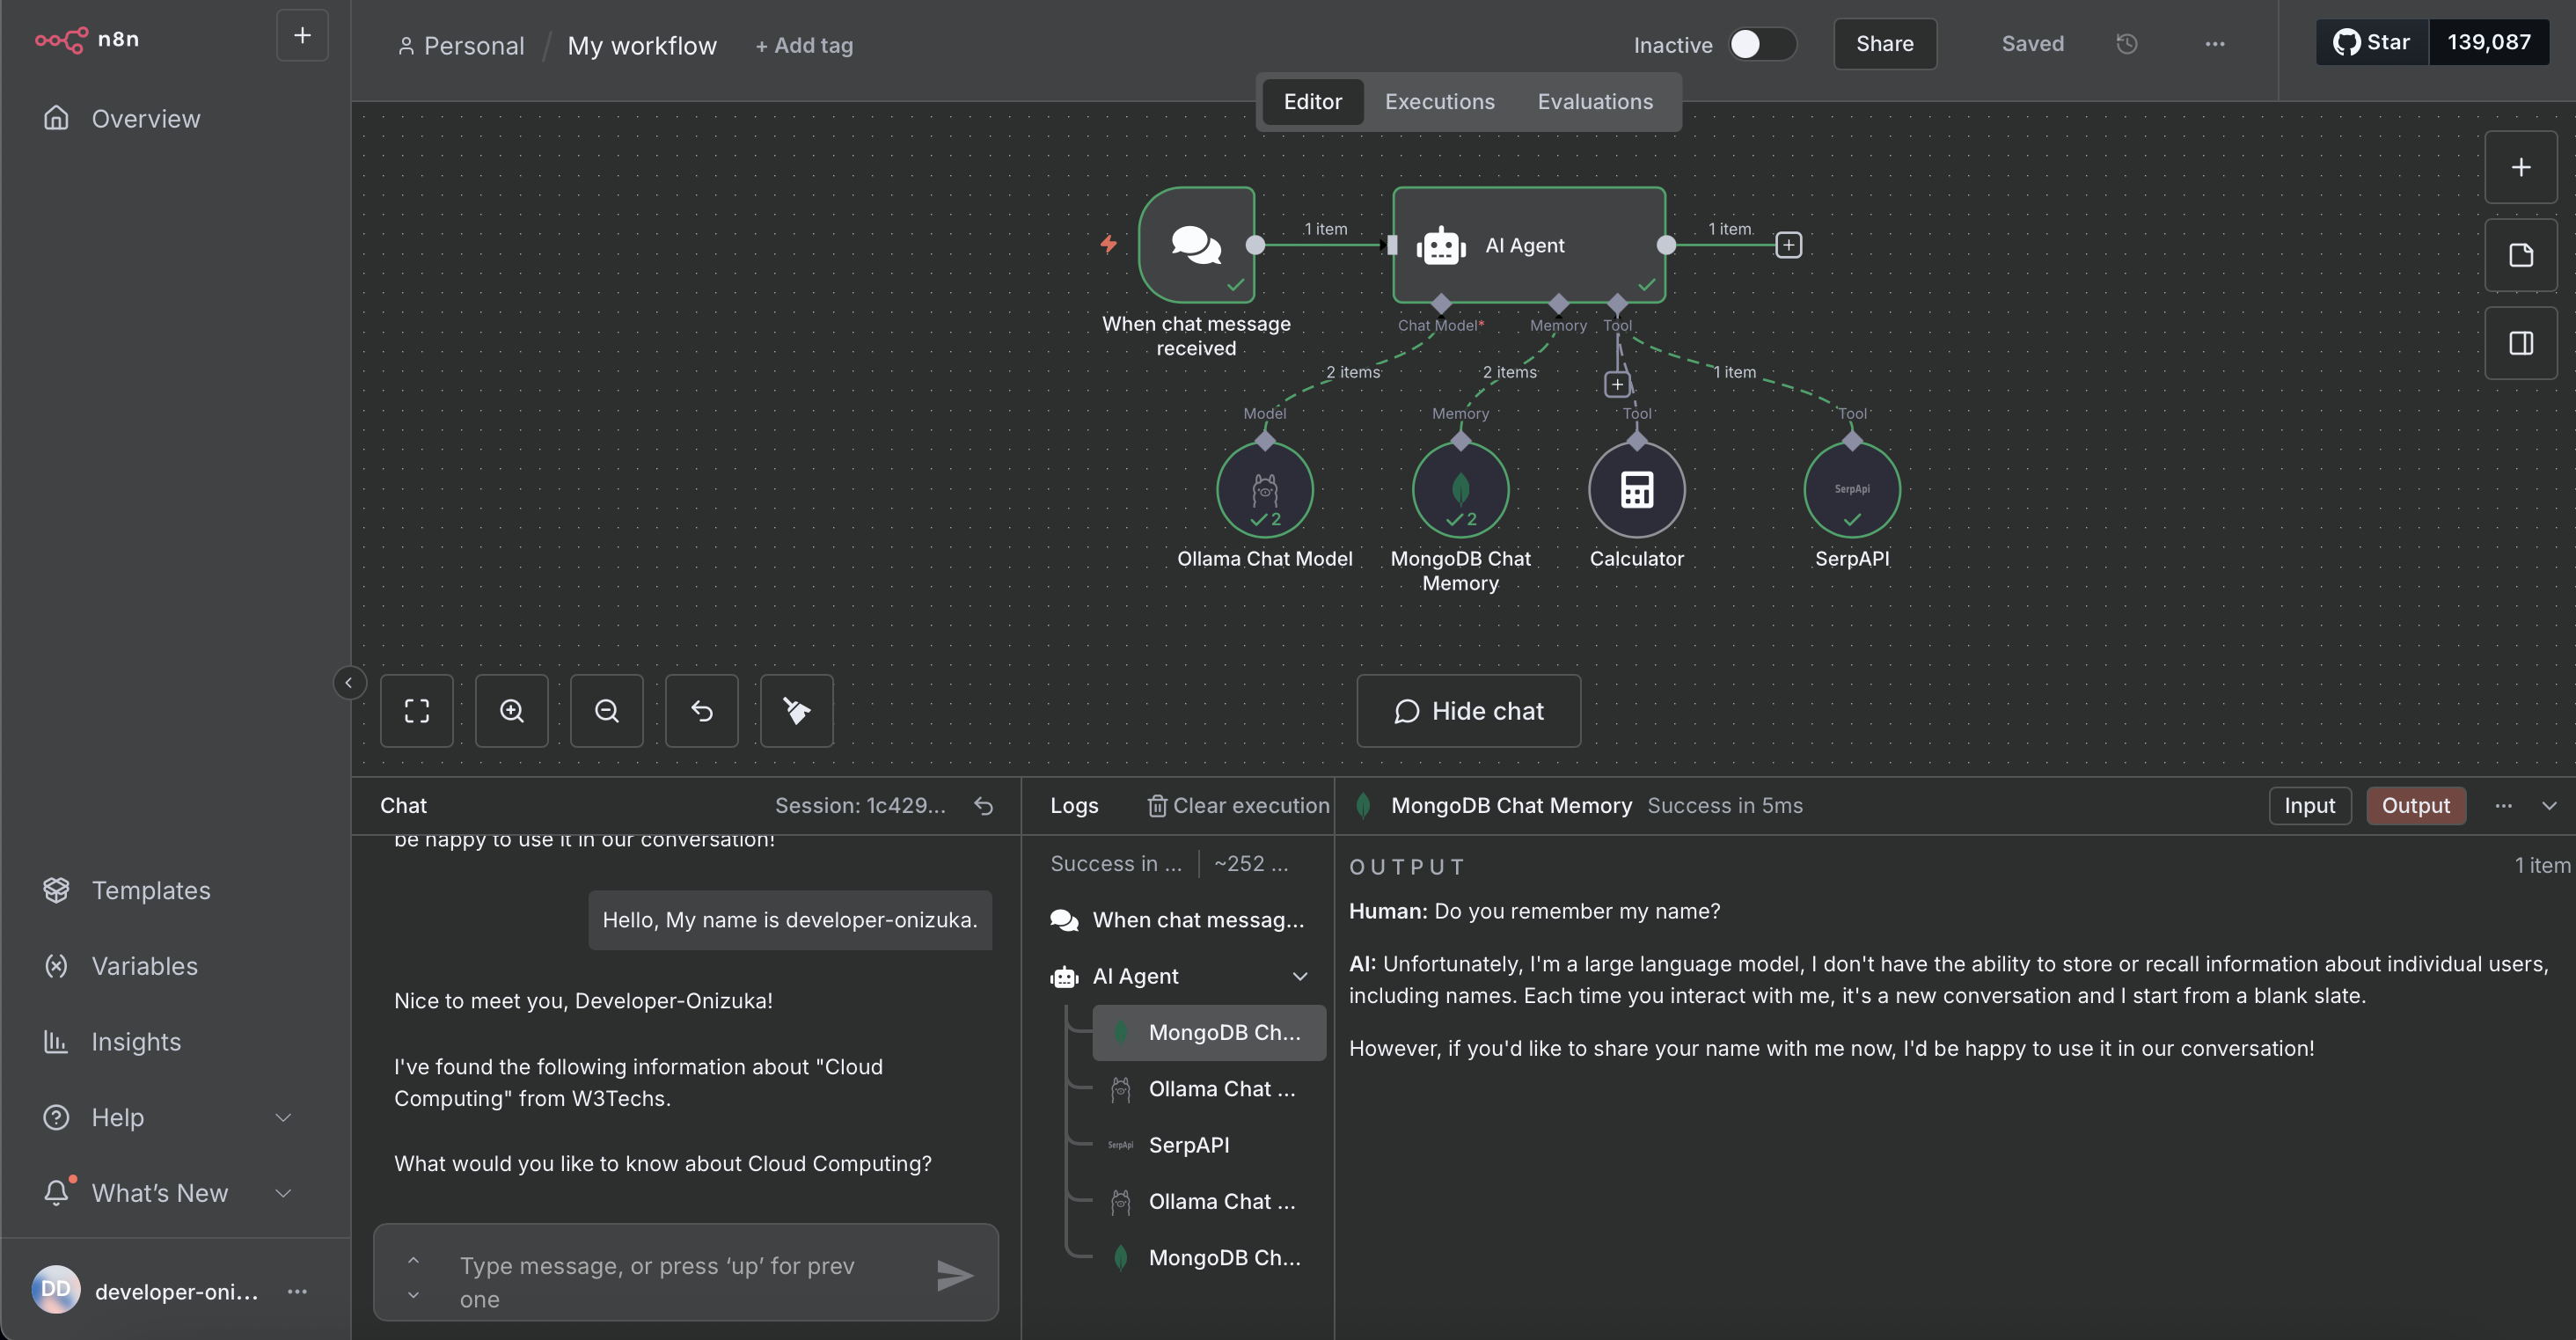 n8n
Personal / My workflow + Add tag
Inactive
Share
Saved
Star 139,087
Overview
Editor Executions Evaluations
1 item
AI Agent
1 item
When chat message
received
Chat Model*
Memory
Tool
2 items
2 items
1 item
Model
Memory
Tool
Tool
SerpApi
2
2
Ollama Chat Model
MongoDB Chat
Memory
Calculator
SerpAPI
Hide chat
Templates
Variables
Insights
Help
What's New
DD
developer-oni...
Chat
Session: 1c429...
be happy to use it in our conversation!
Hello, My name is developer-onizuka.
Nice to meet you, Developer-Onizuka!
I've found the following information about "Cloud
Computing" from W3Techs.
What would you like to know about Cloud Computing?
Type message, or press ‘up’ for prev
one
Logs
Clear execution
Success in ...
~252 ...
When chat messag...
AI Agent
MongoDB Ch...
Ollama Chat ...
SerpApi
SerpAPI
Ollama Chat ...
MongoDB Ch...
MongoDB Chat Memory Success in 5ms
Input
Output
OUTPUT
1 item
Human: Do you remember my name?
AI: Unfortunately, I'm a large language model, I don't have the ability to store or recall information about individual users,
including names. Each time you interact with me, it's a new conversation and I start from a blank slate.
However, if you'd like to share your name with me now, I'd be happy to use it in our conversation!